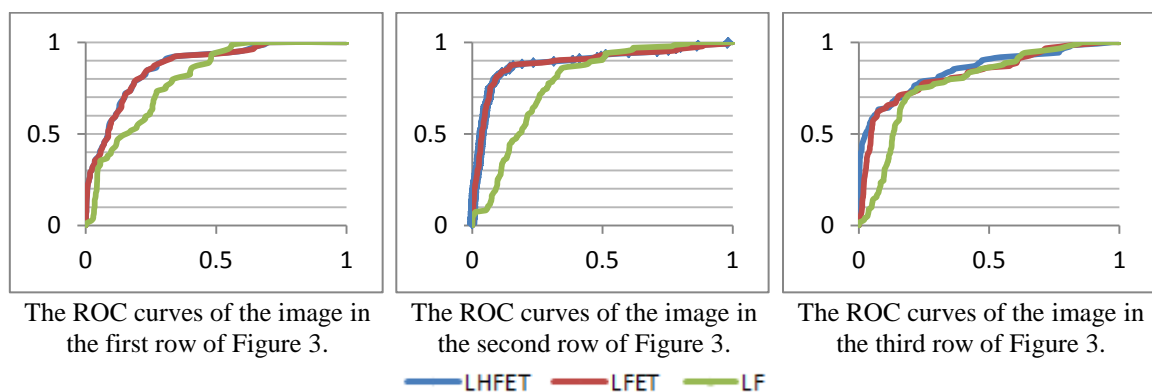 1
0.5
0
0 0.5 1
The ROC curves of the image in
the first row of Figure 3.
1
0.5
0
0 0.5 1
The ROC curves of the image in
the second row of Figure 3.
1
0.5
0
0 0.5 1
The ROC curves of the image in
the third row of Figure 3.
LHFET LFET LF